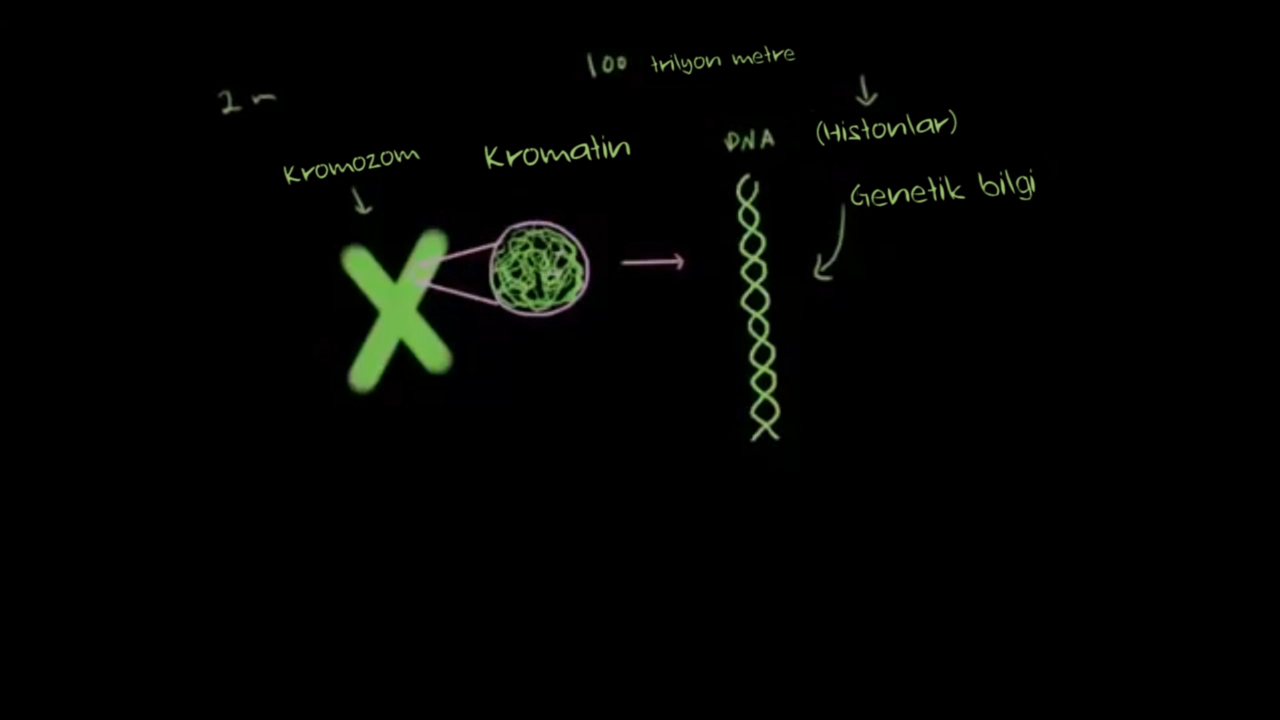 100 trilyon metre
2 m
Kromozom
Kromatin
DNA (Histonlar)
Genetik bilgi